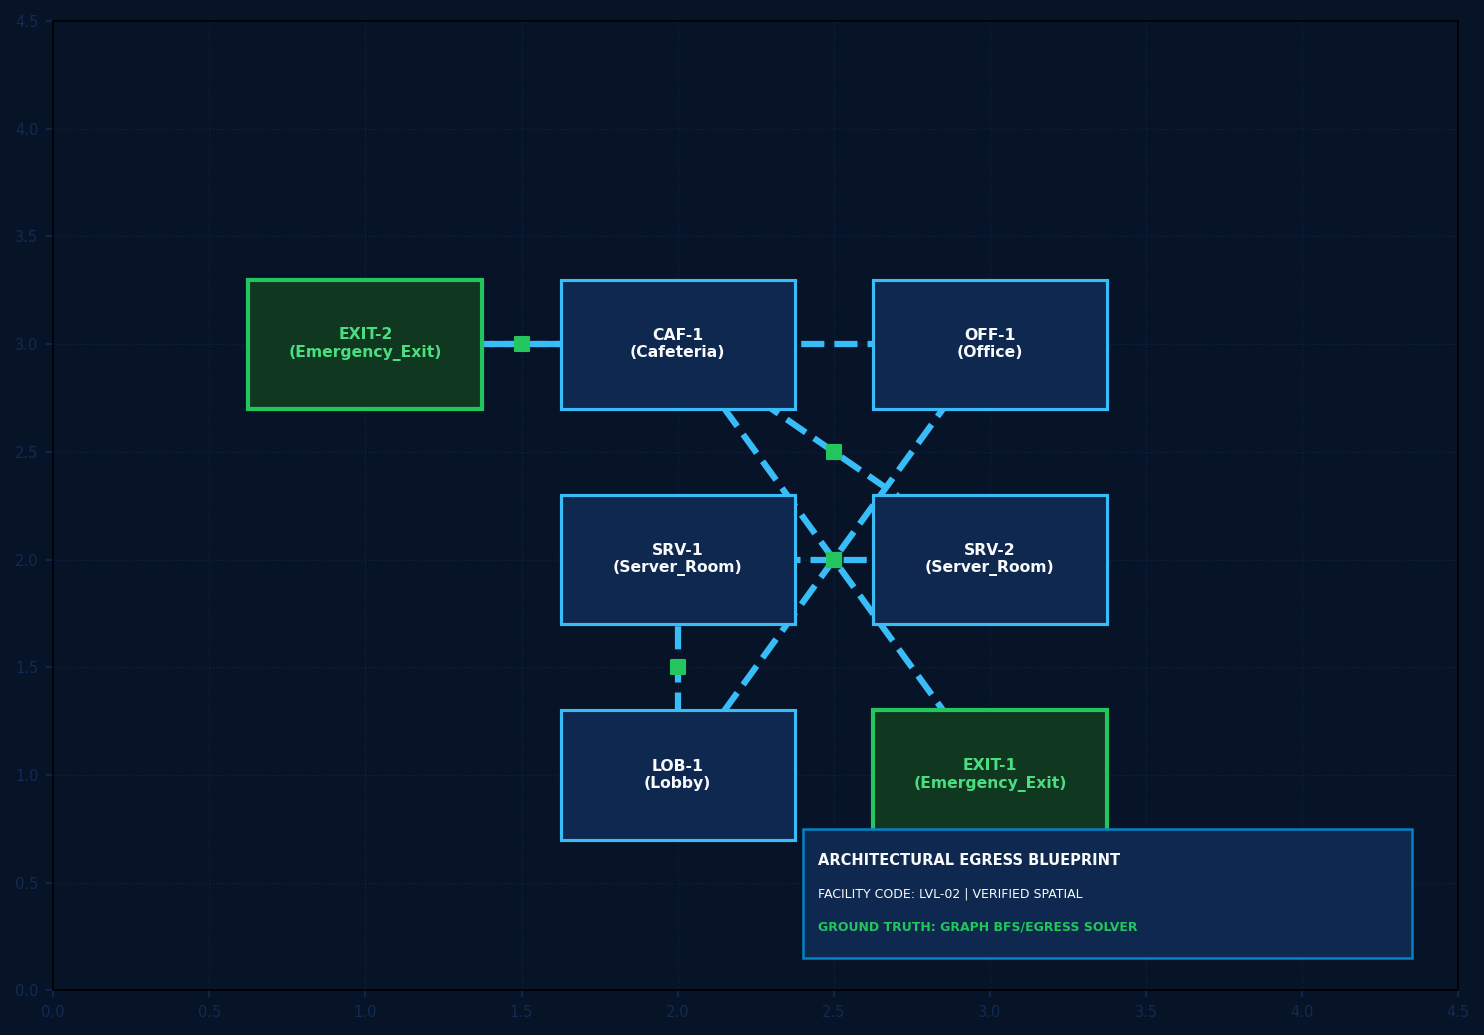 4.5
4.0
3.5
EXIT-2
(Emergency_Exit)
CAF-1
(Cafeteria)
OFF-1
(Office)
3.0
2.5
SRV-1
(Server_Room)
SRV-2
(Server_Room)
2.0
1.5
LOB-1
(Lobby)
EXIT-1
(Emergency_Exit)
1.0
ARCHITECTURAL EGRESS BLUEPRINT
FACILITY CODE: LVL-02 | VERIFIED SPATIAL
GROUND TRUTH: GRAPH BFS/EGRESS SOLVER
0.5
0.0
0.0 0.5 1.0 1.5 2.0 2.5 3.0 3.5 4.0 4.5